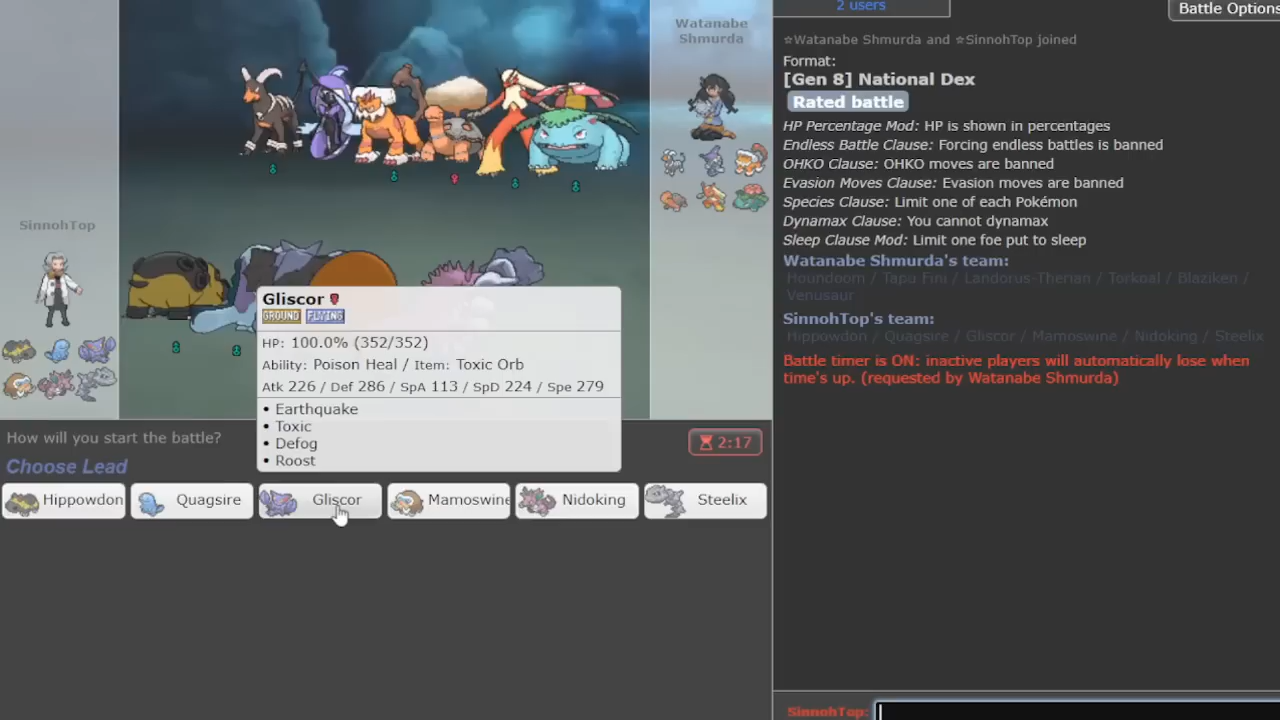 2 users
Battle Options
Watanabe
Shmurda
☆Watanabe Shmurda and ☆SinnohTop joined
Format:
[Gen 8] National Dex
Rated battle
HP Percentage Mod: HP is shown in percentages
Endless Battle Clause: Forcing endless battles is banned
OHKO Clause: OHKO moves are banned
Evasion Moves Clause: Evasion moves are banned
Species Clause: Limit one of each Pokémon
Dynamax Clause: You cannot dynamax
Sleep Clause Mod: Limit one foe put to sleep
Watanabe Shmurda's team:
Houndoom / Tapu Fini / Landorus-Therian / Torkoal / Blaziken /
Venusaur
SinnohTop's team:
Hippowdon / Quagsire / Gliscor / Mamoswine / Nidoking / Steelix
Battle timer is ON: inactive players will automatically lose when
time's up. (requested by Watanabe Shmurda)
SinnohTop
Gliscor
GROUND FLYING
HP: 100.0% (352/352)
Ability: Poison Heal / Item: Toxic Orb
Atk 226 / Def 286 / SpA 113 / SpD 224 / Spe 279
• Earthquake
• Toxic
• Defog
• Roost
How will you start the battle?
2:17
Choose Lead
Hippowdon
Quagsire
Gliscor
Mamoswine
Nidoking
Steelix
SinnohTop: